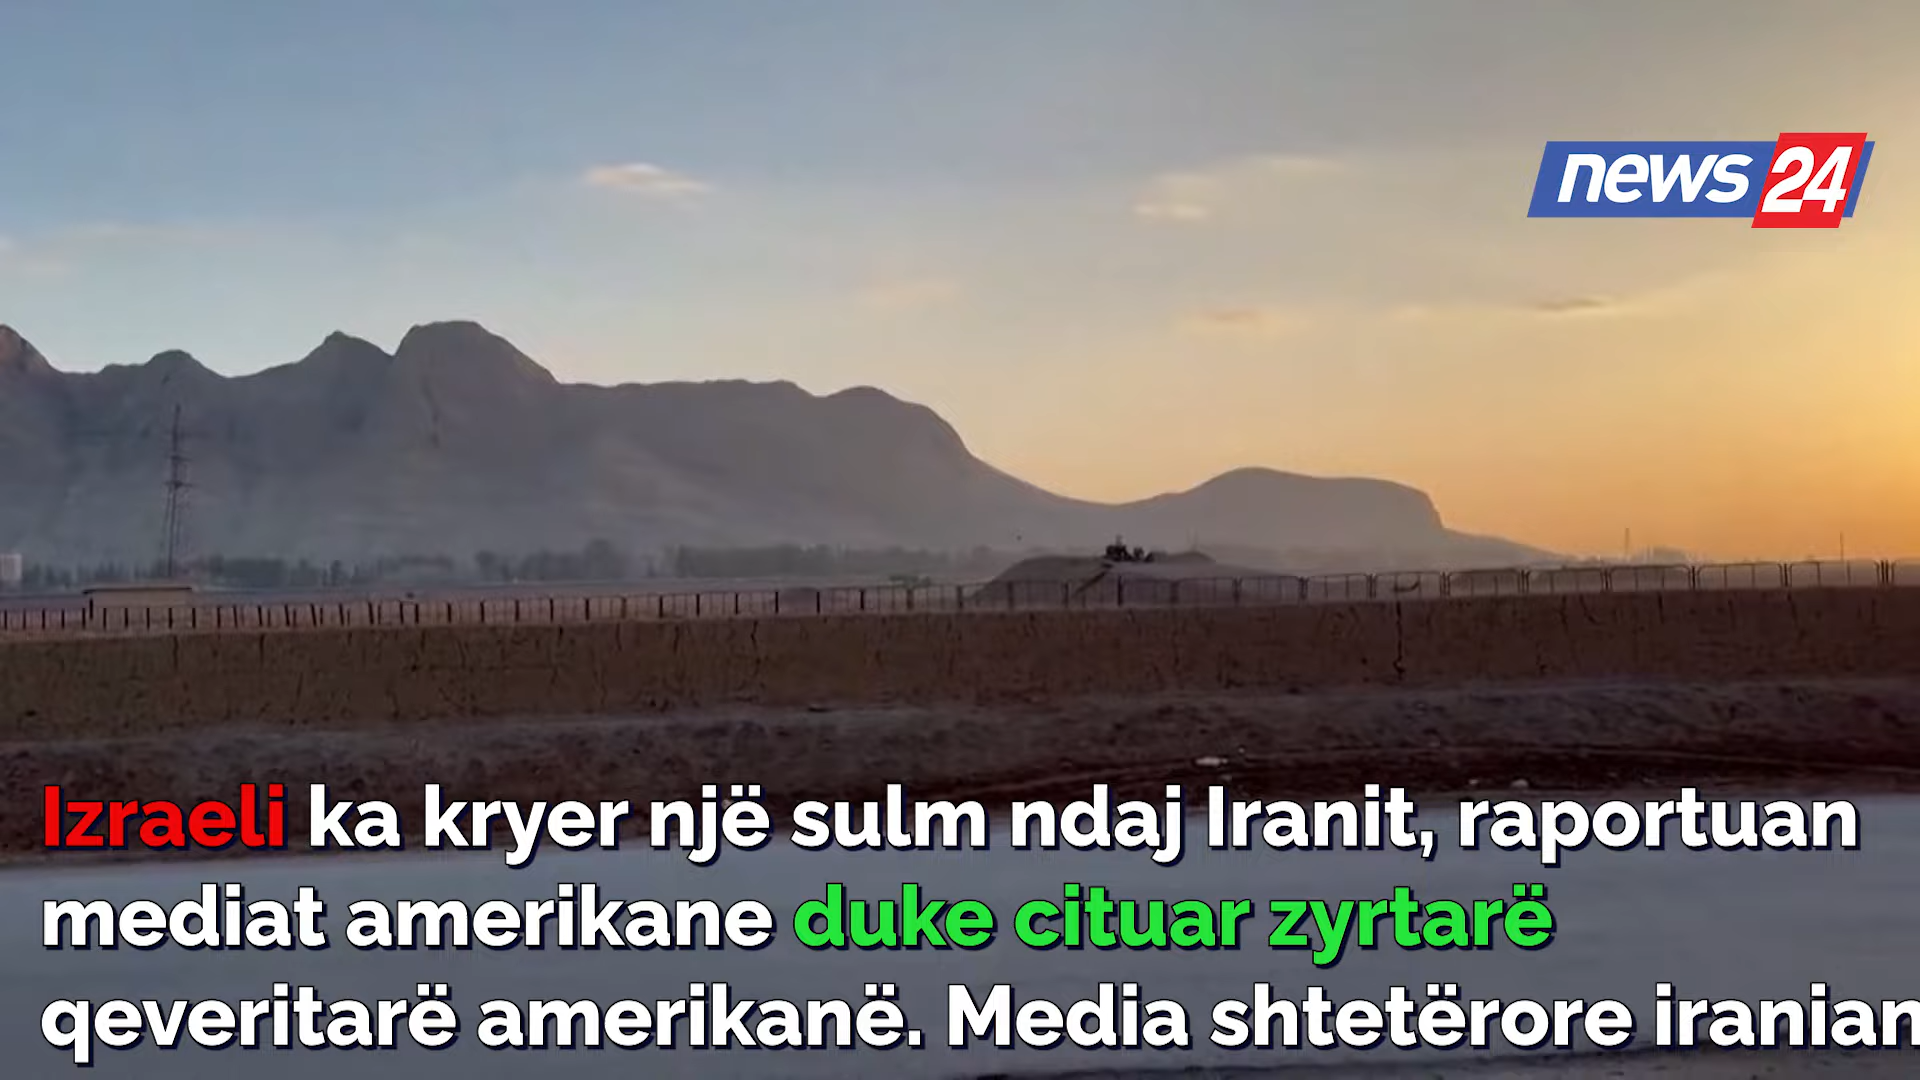 news24
Izraeli ka kryer një sulm ndaj Iranit, raportuan
mediat amerikane duke cituar zyrtarë
qeveritarë amerikanë. Media shtetërore iranian